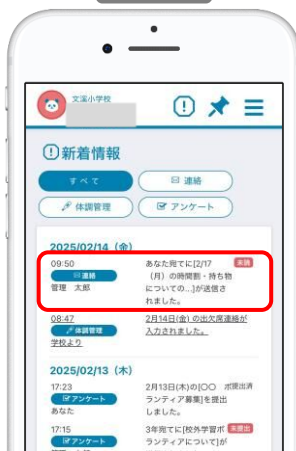 文溪小学校
新着情報
すべて
連絡
体調管理
アンケート
2025/02/14（金）
09:50
連絡
管理 太郎
あなた宛てに[2/17
（月）の時間割・持ち物
についての...]が送信さ
れました。
未読
08:47
体調管理
学校より
2月14日(金)の出欠席連絡が
入力されました。
2025/02/13（木）
17:23
アンケート
あなた
2月13日(木)の[〇〇 ボ
ランティア募集]を提出
しました。
提出済
17:15
アンケート
3年宛てに[校外学習ボ
ランティアについて]が
未提出